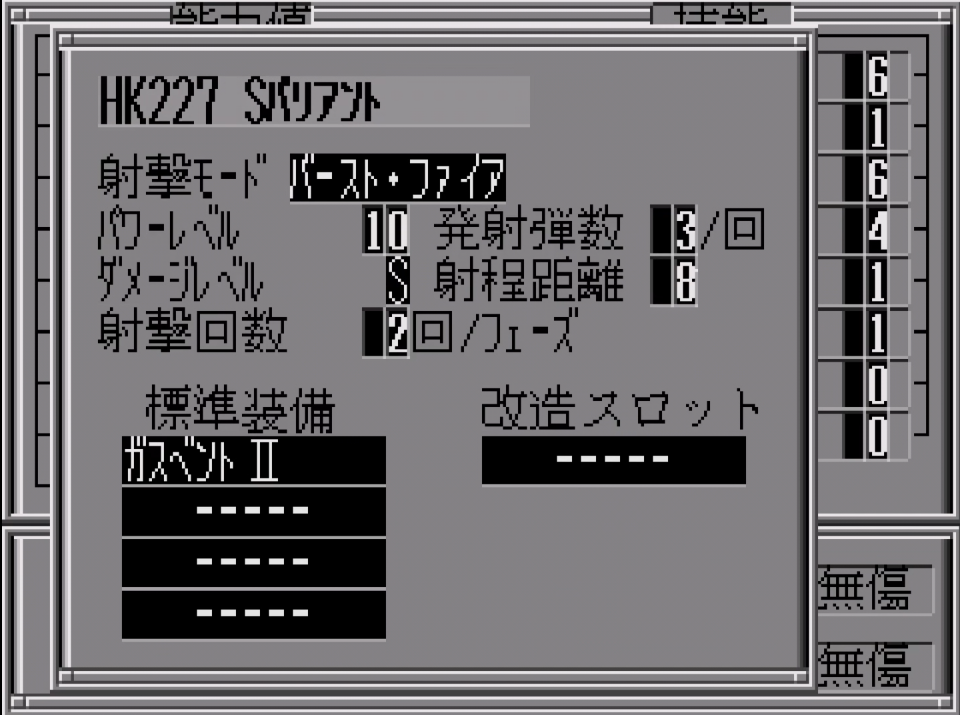 能力値 技能
HK227 Sバリアント
射撃モード バースト・ファイア
パワーレベル 10 発射弾数 3/回
ダメージレベル S 射程距離 8
射撃回数 2回/フェーズ
標準装備 改造スロット
ガスベント Ⅱ -----
-----
-----
-----
6
1
6
4
1
1
0
0
無傷
無傷